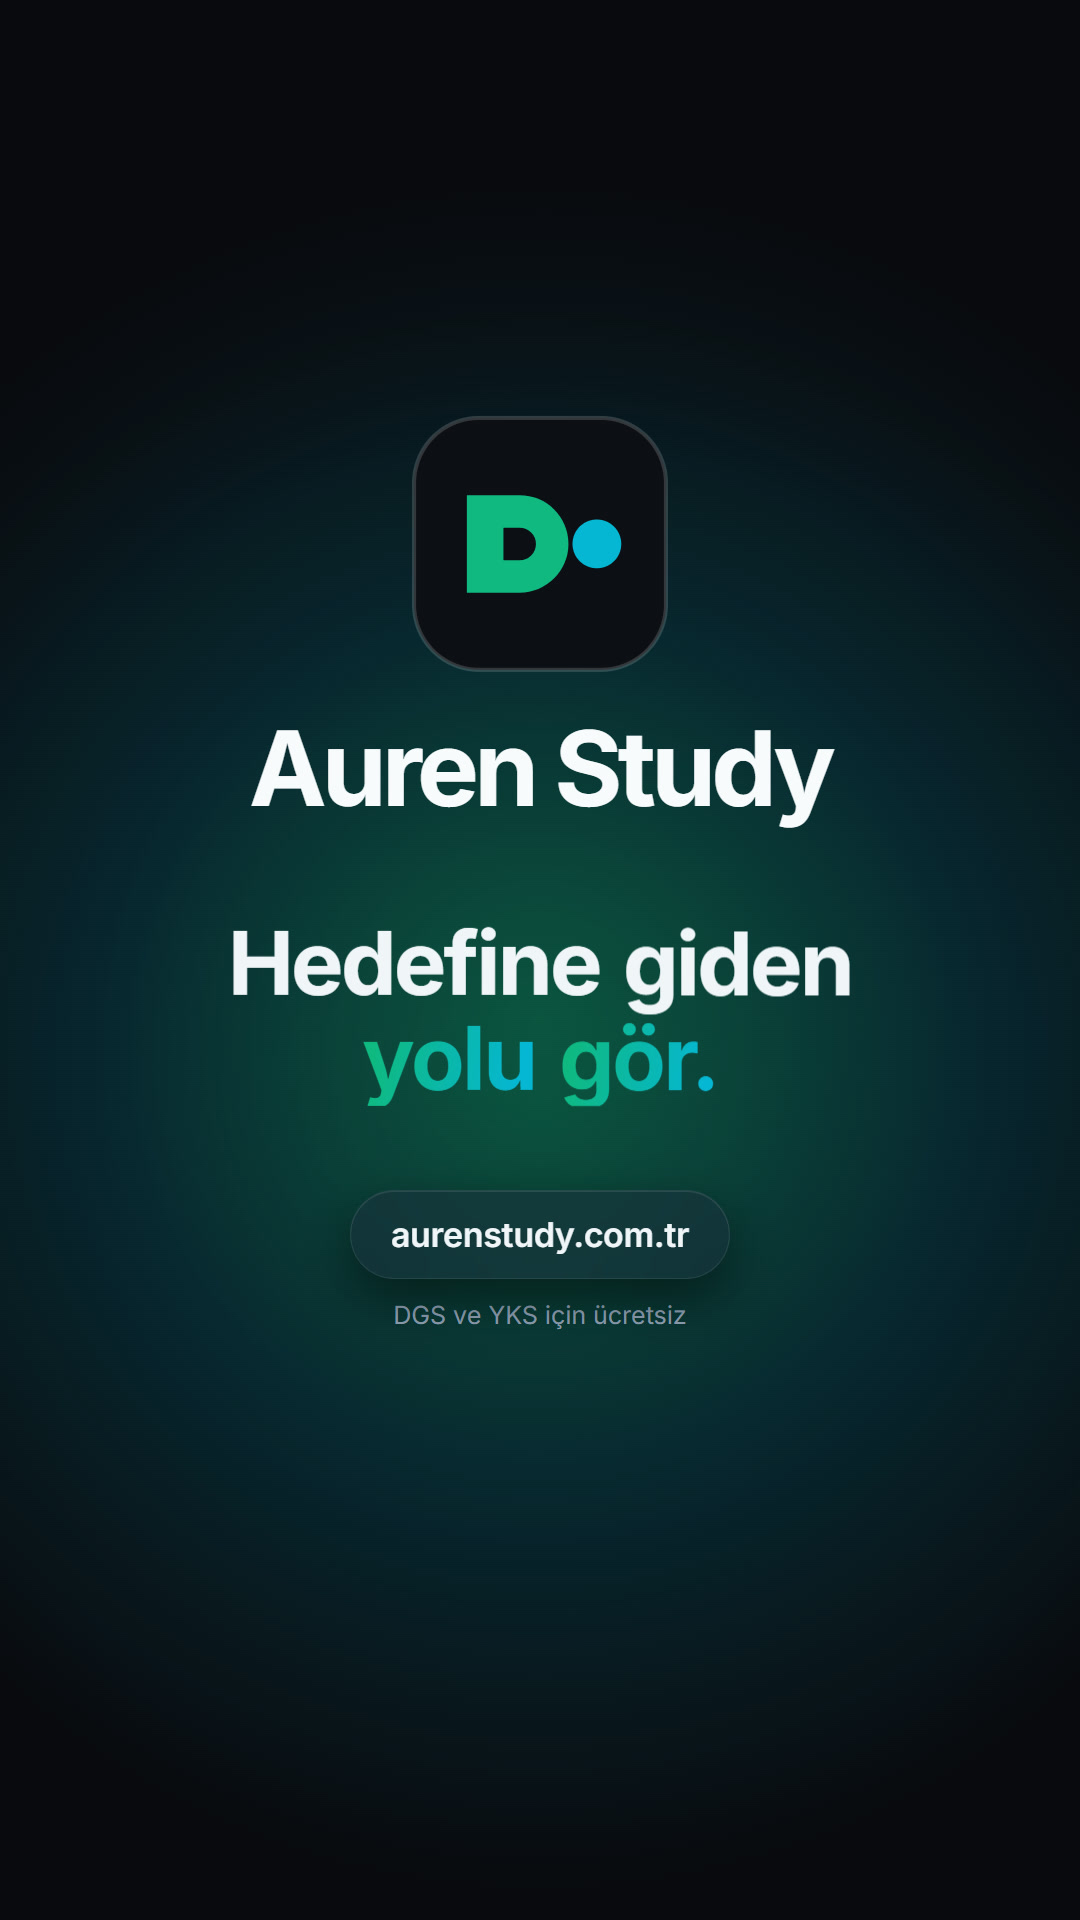 D
Auren Study
Hedefine giden
yolu gör.
aurenstudy.com.tr
DGS ve YKS için ücretsiz